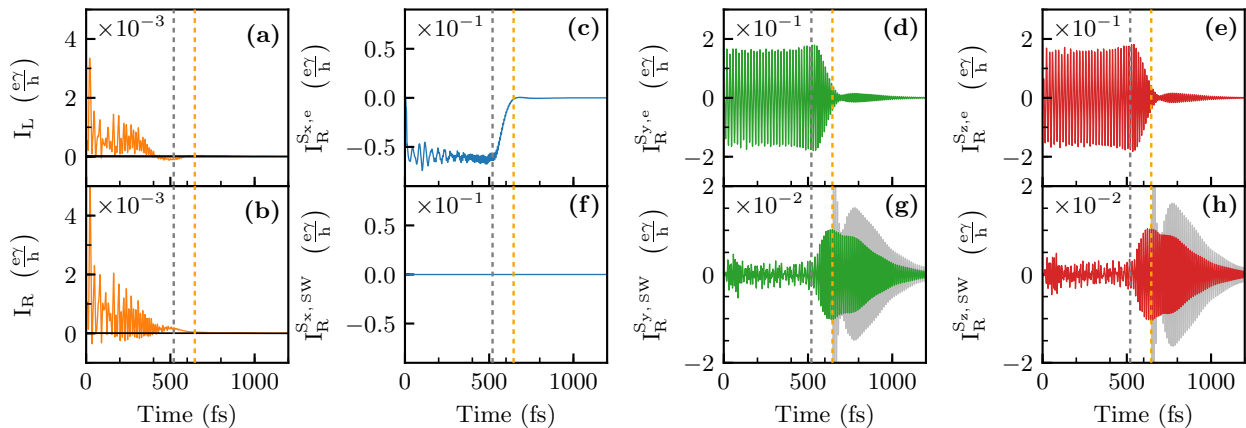 ×10⁻³ (a)
4
2
0
I_L (eγ/h)
×10⁻³ (b)
4
2
0
I_R (eγ/h)
0 500 1000
Time (fs)
×10⁻¹ (c)
0.5
0.0
−0.5
I_R^{S_x,e} (eγ/h)
×10⁻¹ (f)
0.5
0.0
−0.5
I_R^{S_x,SW} (eγ/h)
0 500 1000
Time (fs)
×10⁻¹ (d)
2
0
−2
I_R^{S_y,e} (eγ/h)
×10⁻² (g)
2
0
−2
I_R^{S_y,SW} (eγ/h)
0 500 1000
Time (fs)
×10⁻¹ (e)
2
0
−2
I_R^{S_z,e} (eγ/h)
×10⁻² (h)
2
0
−2
I_R^{S_z,SW} (eγ/h)
0 500 1000
Time (fs)